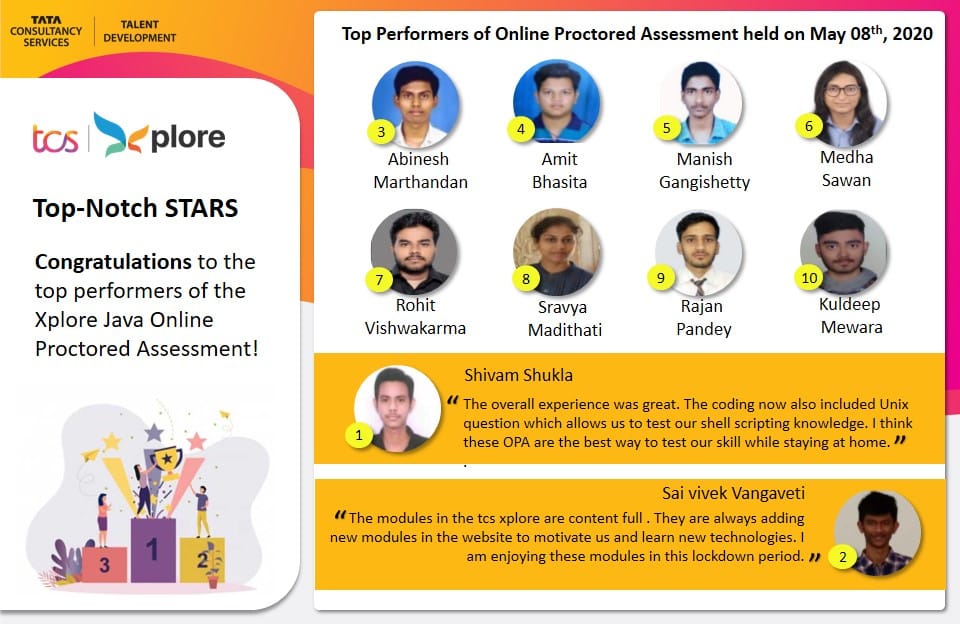 TATA
CONSULTANCY
SERVICES
TALENT
DEVELOPMENT
tcs
Xplore
Top-Notch STARS
Congratulations to the
top performers of the
Xplore Java Online
Proctored Assessment!
3
1
2
Top Performers of Online Proctored Assessment held on May 08th, 2020
3
Abinesh
Marthandan
4
Amit
Bhasita
5
Manish
Gangishetty
6
Medha
Sawan
7
Rohit
Vishwakarma
8
Sravya
Madithati
9
Rajan
Pandey
10
Kuldeep
Mewara
1
Shivam Shukla
“ The overall experience was great. The coding now also included Unix
question which allows us to test our shell scripting knowledge. I think
these OPA are the best way to test our skill while staying at home. ”
.
Sai vivek Vangaveti
“ The modules in the tcs xplore are content full . They are always adding
new modules in the website to motivate us and learn new technologies. I
am enjoying these modules in this lockdown period. ”
2